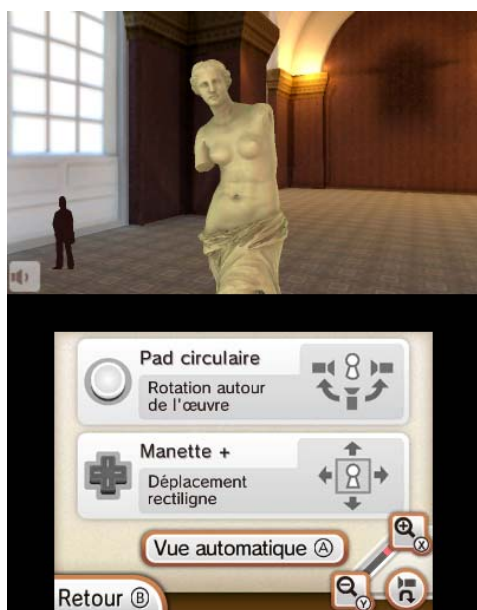 Pad circulaire
Rotation autour
de l'œuvre
Manette +
Déplacement
rectiligne
Vue automatique Ⓐ
Ⓧ
Retour Ⓑ
Ⓨ